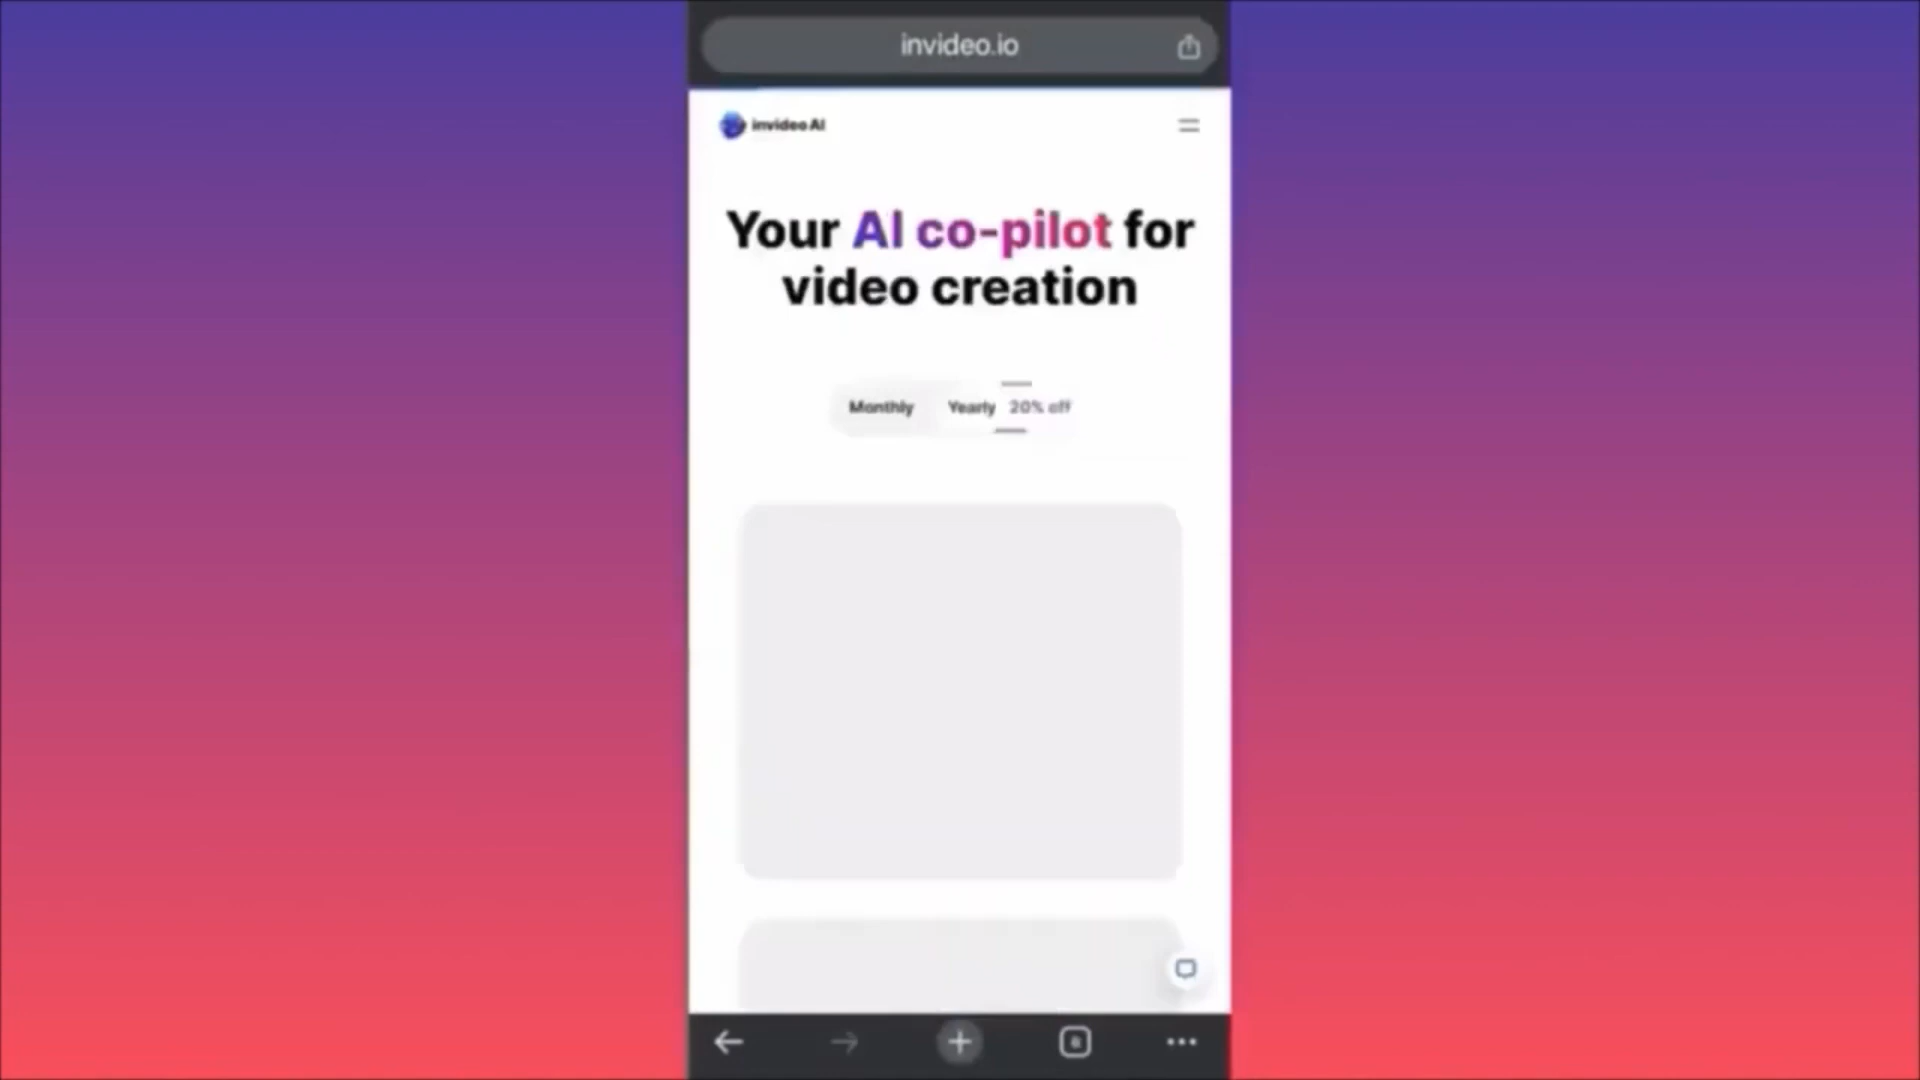 invideo.io
invideo AI
Your AI co-pilot for
video creation
Monthly Yearly 20% off